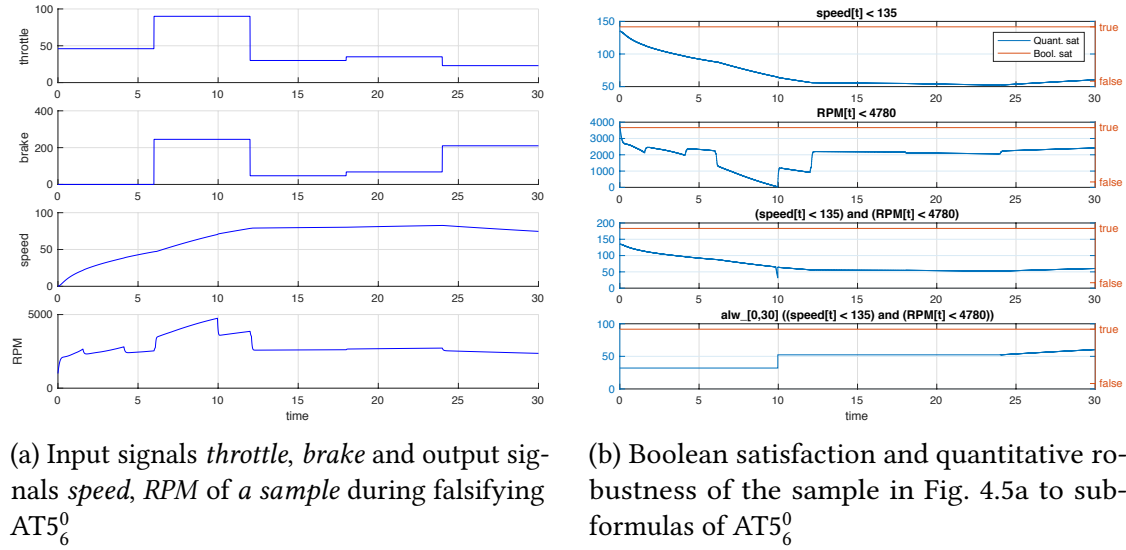 100
50
0
throttle
0 5 10 15 20 25 30
400
200
0
brake
0 5 10 15 20 25 30
100
50
0
speed
0 5 10 15 20 25 30
5000
0
RPM
0 5 10 15 20 25 30
time
(a) Input signals throttle, brake and output sig-
nals speed, RPM of a sample during falsifying
AT5⁰₆
speed[t] < 135
150
100
50
true
false
Quant. sat
Bool. sat
0 5 10 15 20 25 30
RPM[t] < 4780
4000
3000
2000
1000
0
true
false
0 5 10 15 20 25 30
(speed[t] < 135) and (RPM[t] < 4780)
200
150
100
50
0
true
false
0 5 10 15 20 25 30
alw_[0,30] ((speed[t] < 135) and (RPM[t] < 4780))
100
50
0
true
false
0 5 10 15 20 25 30
time
(b) Boolean satisfaction and quantitative ro-
bustness of the sample in Fig. 4.5a to sub-
formulas of AT5⁰₆